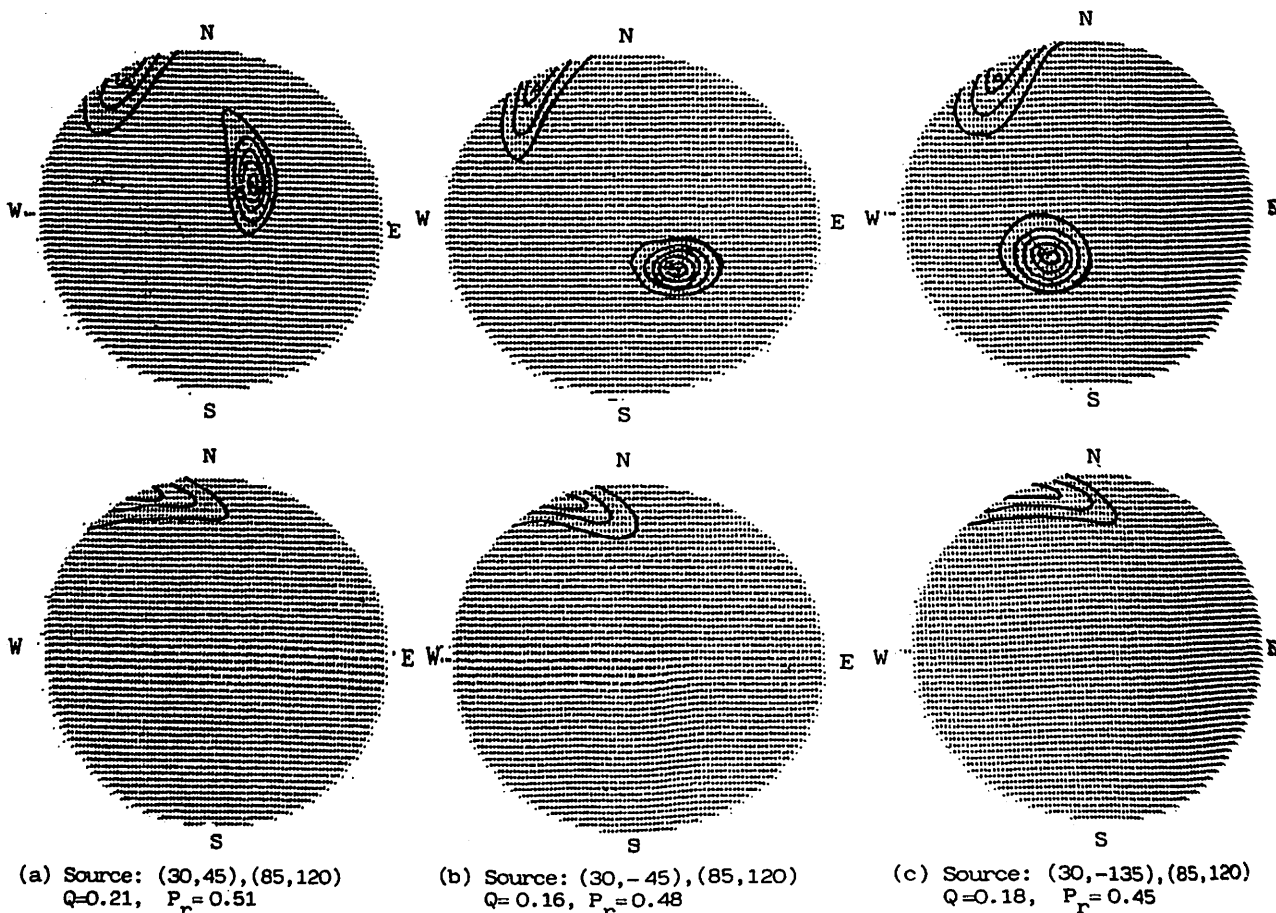 N
N
N
W
E
W
E
W
E
S
S
S
N
N
N
W
E
W
E
W
E
S
S
S
(a) Source: (30,45),(85,120)
Q=0.21, Pr=0.51
(b) Source: (30,-45),(85,120)
Q=0.16, Pr=0.48
(c) Source: (30,-135),(85,120)
Q=0.18, Pr=0.45